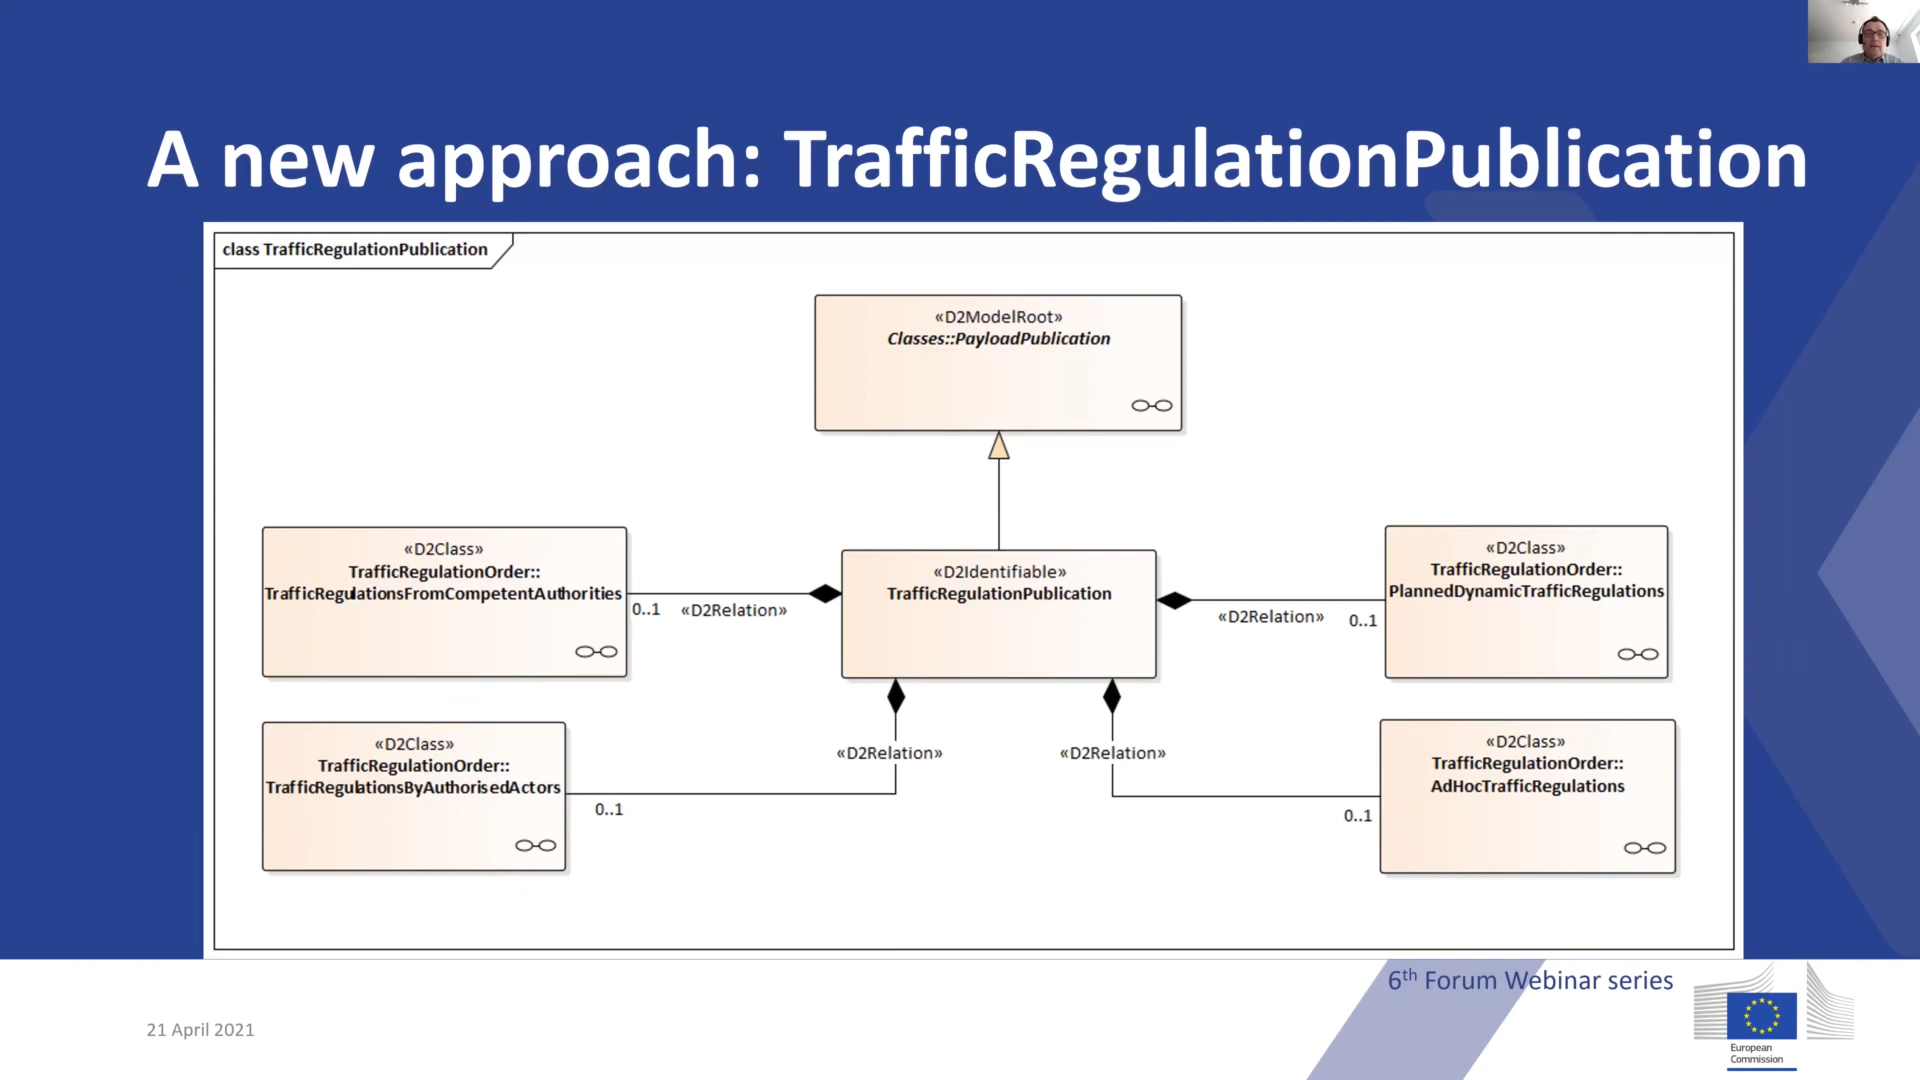 A new approach: TrafficRegulationPublication
class TrafficRegulationPublication
«D2ModelRoot»
Classes::PayloadPublication
«D2Class»
TrafficRegulationOrder::
TrafficRegulationsFromCompetentAuthorities
0..1
«D2Relation»
«D2Identifiable»
TrafficRegulationPublication
«D2Relation»
0..1
«D2Class»
TrafficRegulationOrder::
PlannedDynamicTrafficRegulations
«D2Class»
TrafficRegulationOrder::
TrafficRegulationsByAuthorisedActors
0..1
«D2Relation»
«D2Relation»
0..1
«D2Class»
TrafficRegulationOrder::
AdHocTrafficRegulations
6th Forum Webinar series
21 April 2021
European
Commission